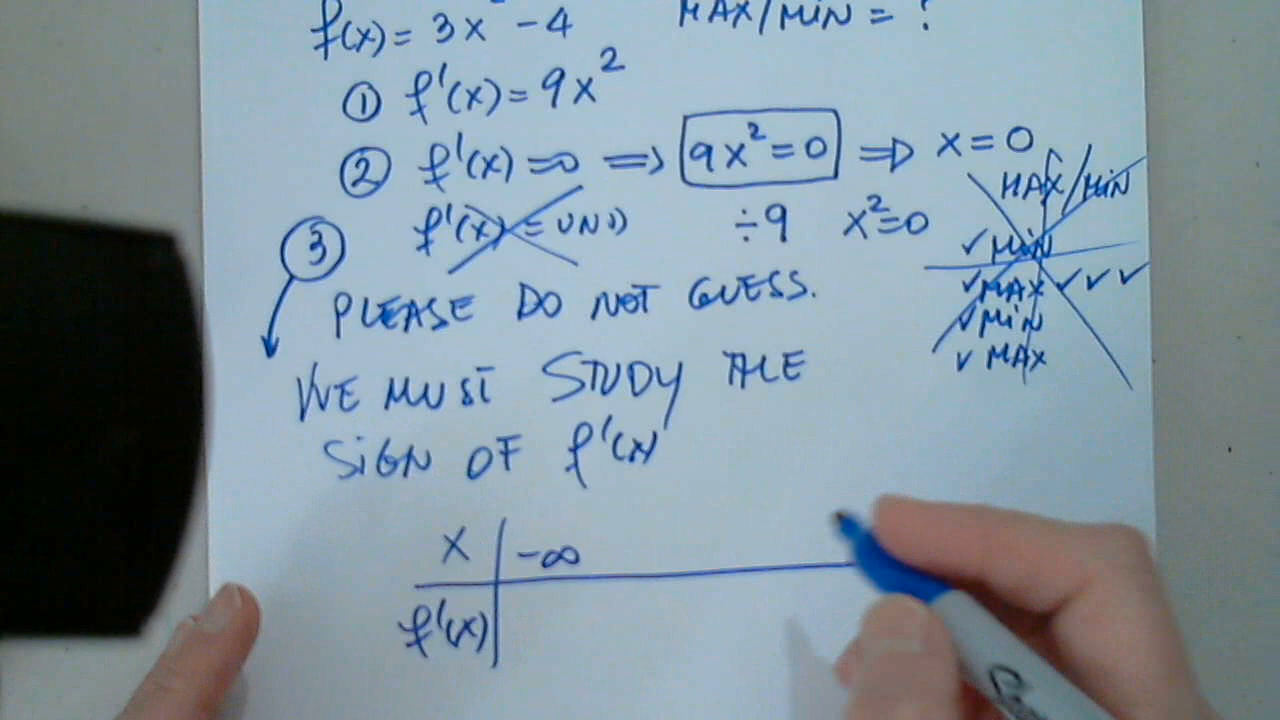 f(x) = 3x - 4 MAX/MIN = ?
① f'(x) = 9x²
② f'(x) = 0 ⇒ 9x² = 0 ⇒ x = 0
MAX/MIN
f'(x) = UND ÷9 x² = 0
✓ MIN
③ PLEASE DO NOT GUESS.
✓ MAX ✓ ✓ ✓
✓ MIN
✓ MAX
WE MUST STUDY THE
SIGN OF f'(x)
x -∞
f'(x)